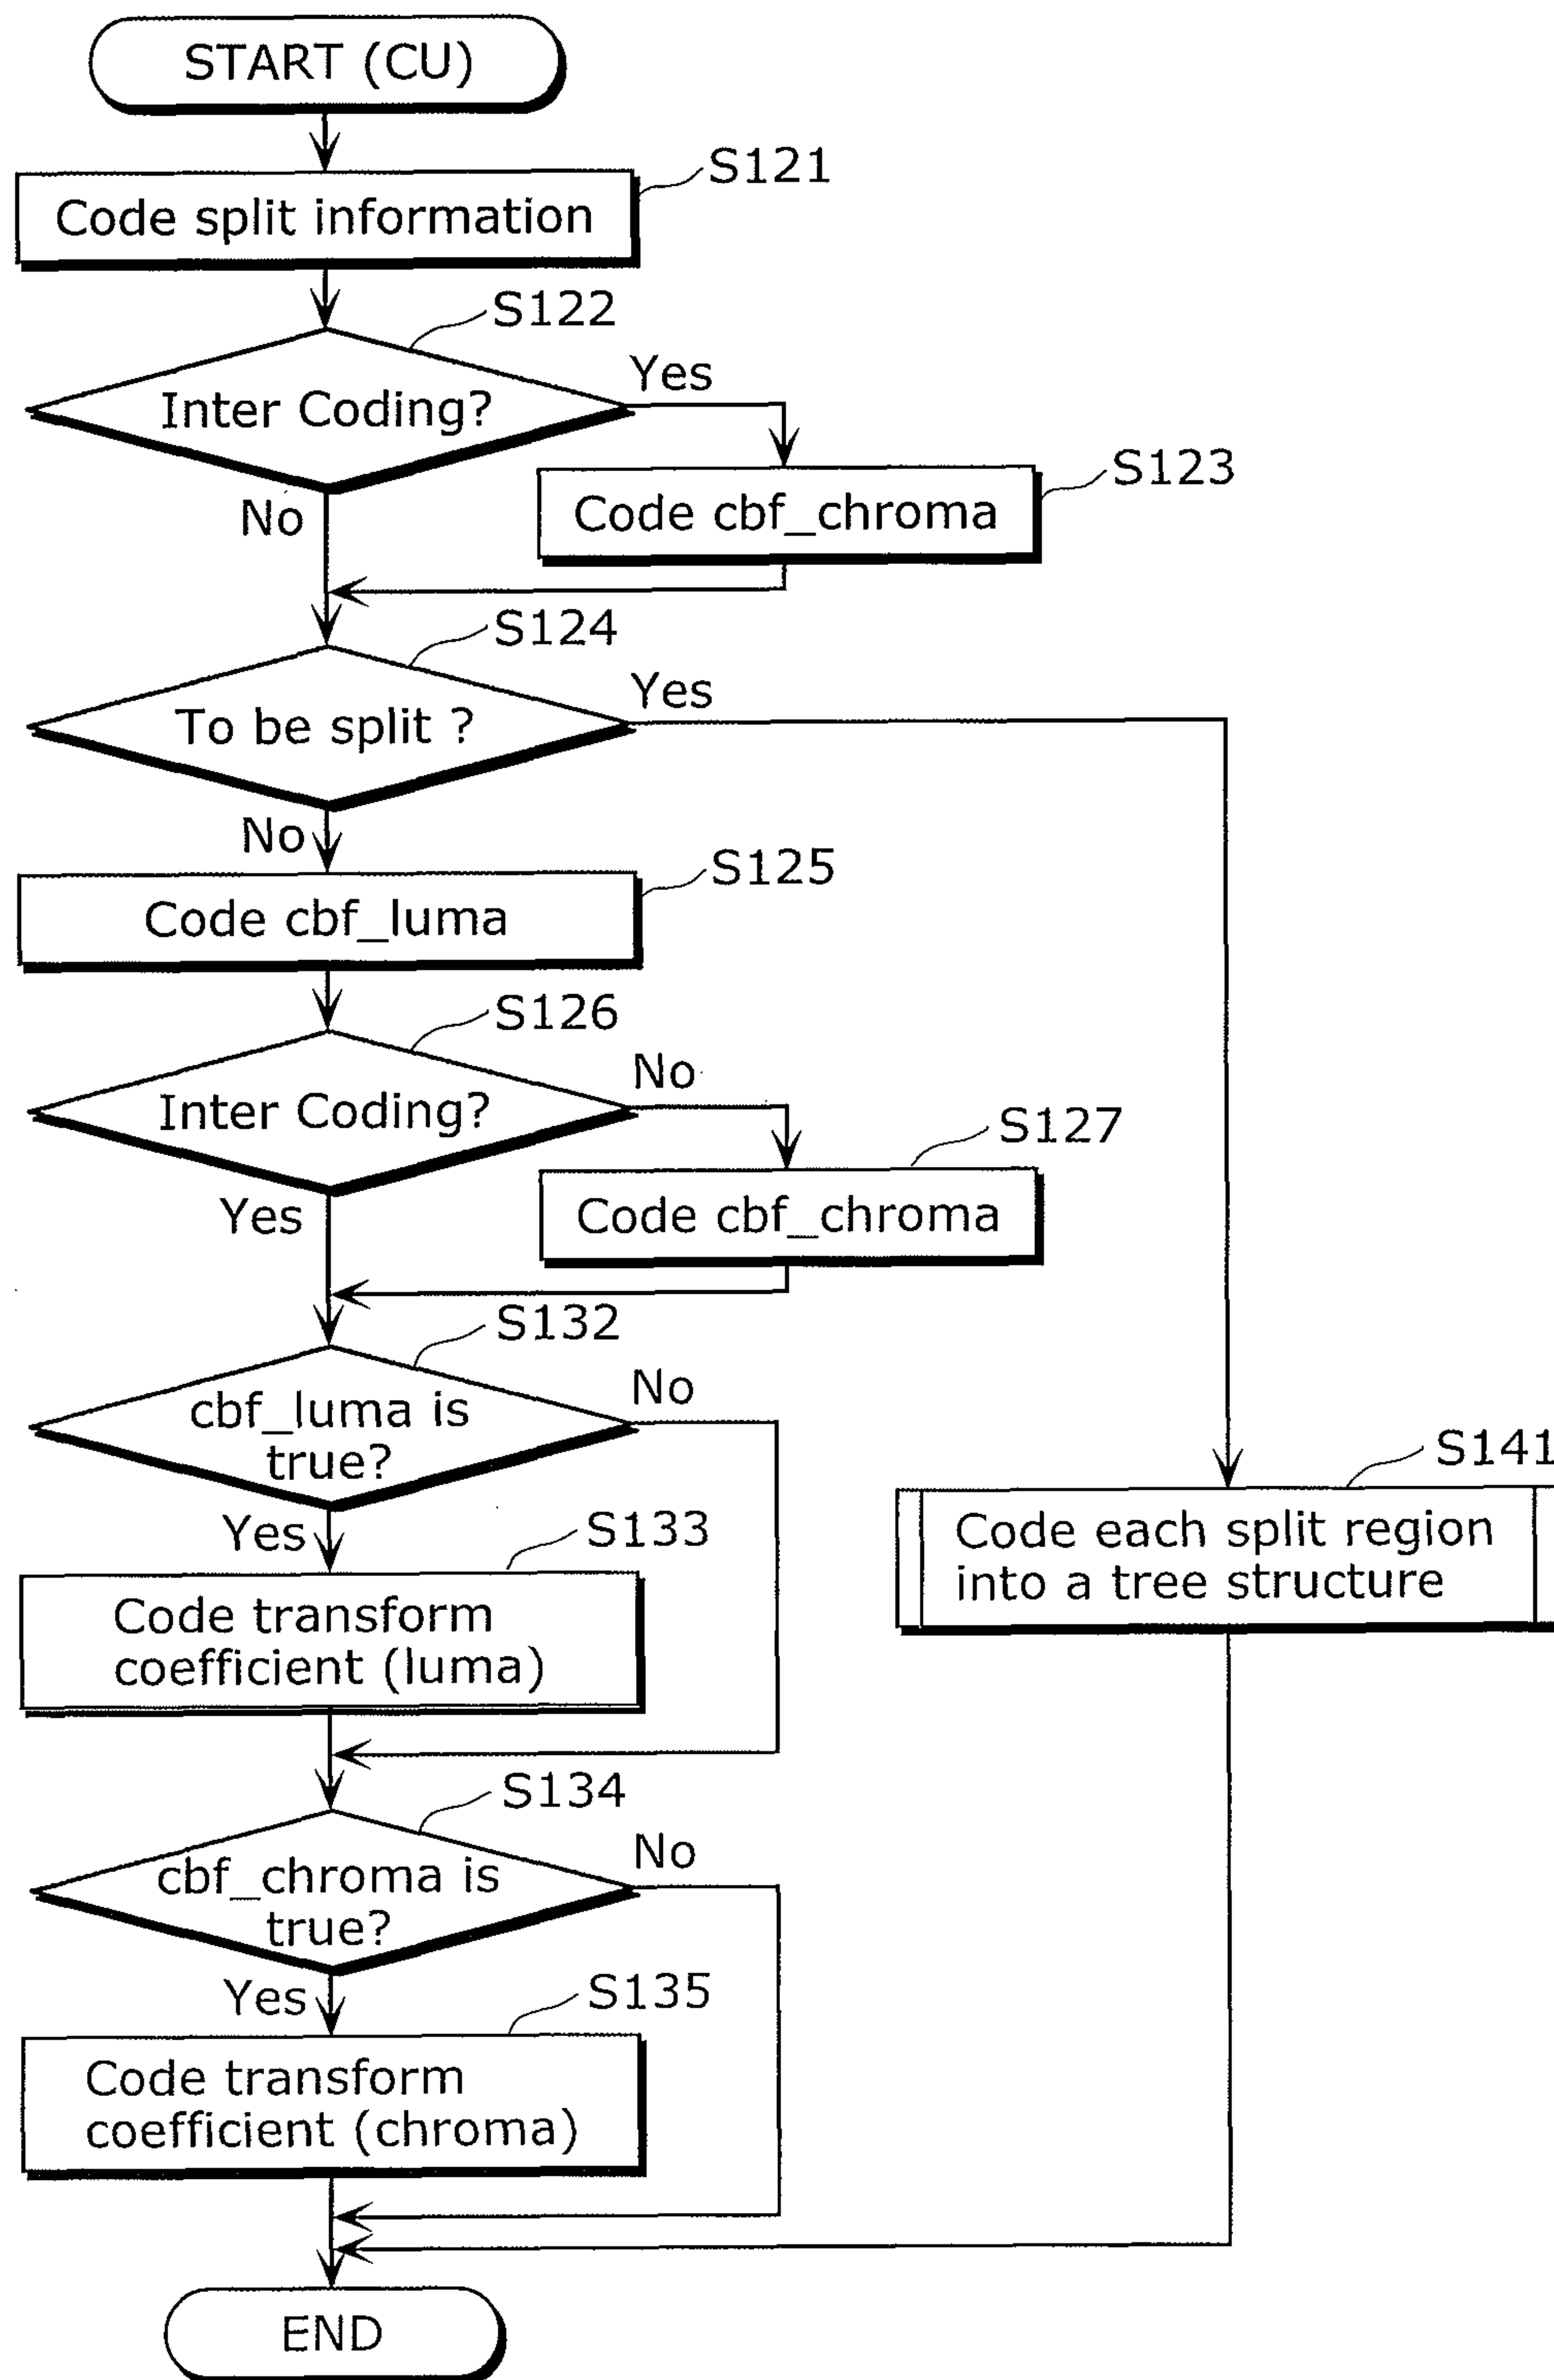 START (CU)
S121
Code split information
S122
Inter Coding?
Yes
No
S123
Code cbf_chroma
S124
To be split ?
Yes
No
S125
Code cbf_luma
S126
Inter Coding?
No
Yes
S127
Code cbf_chroma
S132
cbf_luma is
true?
No
Yes
S133
Code transform
coefficient (luma)
S141
Code each split region
into a tree structure
S134
cbf_chroma is
true?
No
Yes
S135
Code transform
coefficient (chroma)
END